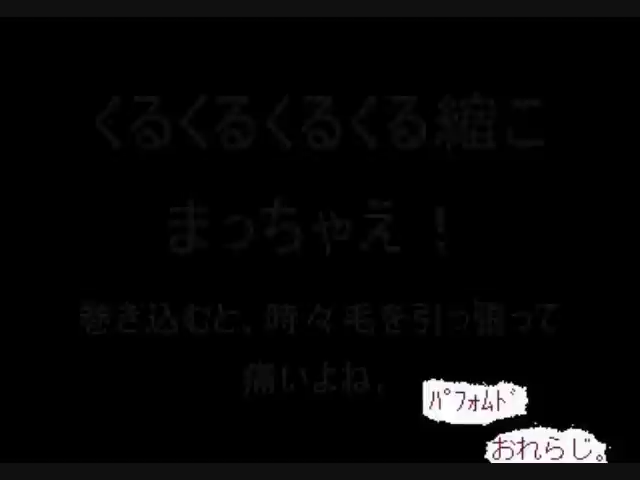 くるくるくるくる縮こ
まっちゃえ！
巻き込むと、時々毛を引っ張って
痛いよね。
ﾊﾟﾌｫﾑﾄﾞ
おれらじ。